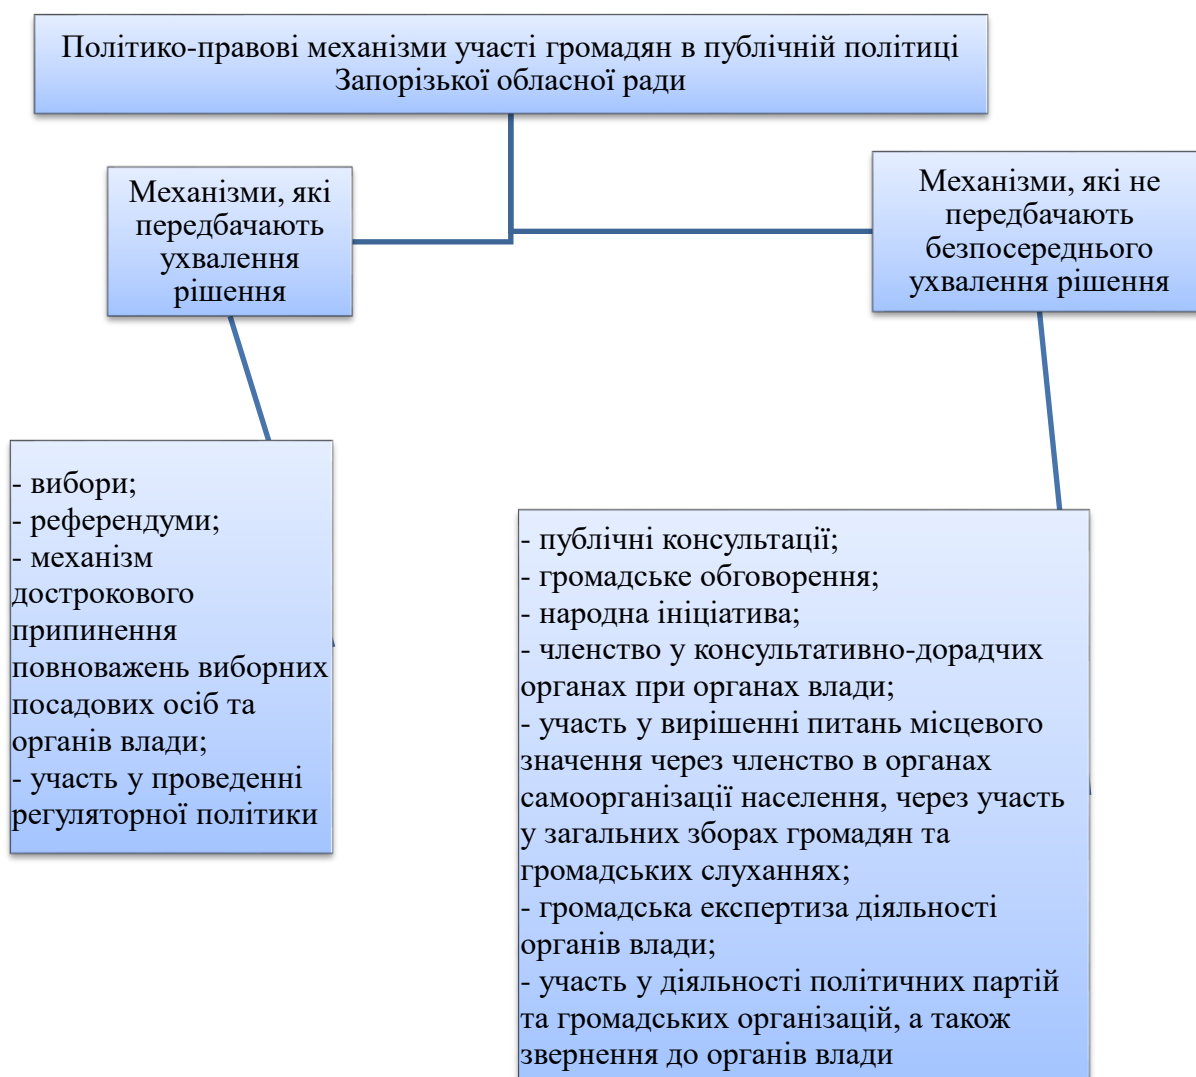 Політико-правові механізми участі громадян в публічній політиці
Запорізької обласної ради
Механізми, які
передбачають
ухвалення
рішення
Механізми, які не
передбачають
безпосереднього
ухвалення рішення
- вибори;
- референдуми;
- механізм
дострокового
припинення
повноважень виборних
посадових осіб та
органів влади;
- участь у проведенні
регуляторної політики
- публічні консультації;
- громадське обговорення;
- народна ініціатива;
- членство у консультативно-дорадчих
органах при органах влади;
- участь у вирішенні питань місцевого
значення через членство в органах
самоорганізації населення, через участь
у загальних зборах громадян та
громадських слуханнях;
- громадська експертиза діяльності
органів влади;
- участь у діяльності політичних партій
та громадських організацій, а також
звернення до органів влади